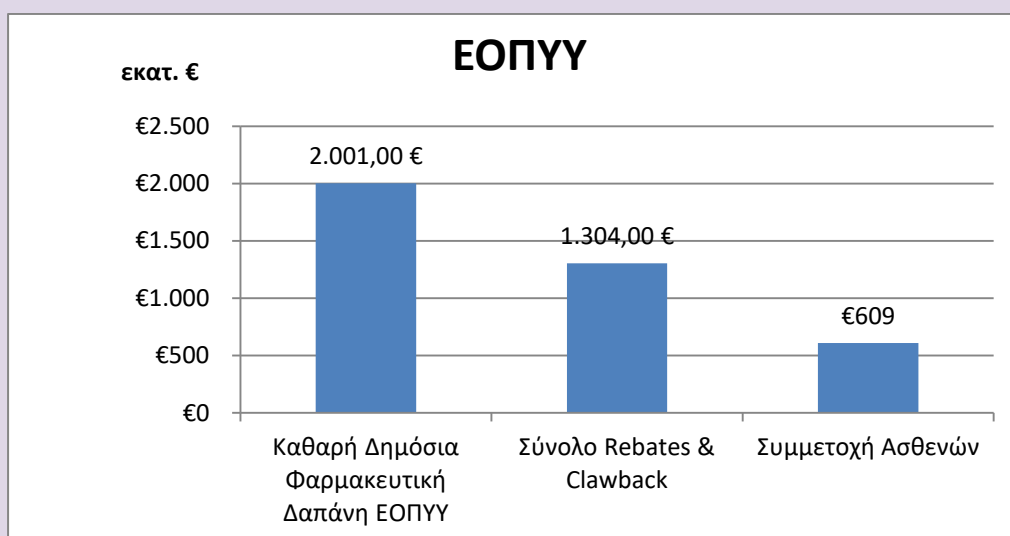 ΕΟΠΥΥ
εκατ. €
€2.500
€2.000
€1.500
€1.000
€500
€0
2.001,00 €
1.304,00 €
€609
Καθαρή Δημόσια
Φαρμακευτική
Δαπάνη ΕΟΠΥΥ
Σύνολο Rebates &
Clawback
Συμμετοχή Ασθενών